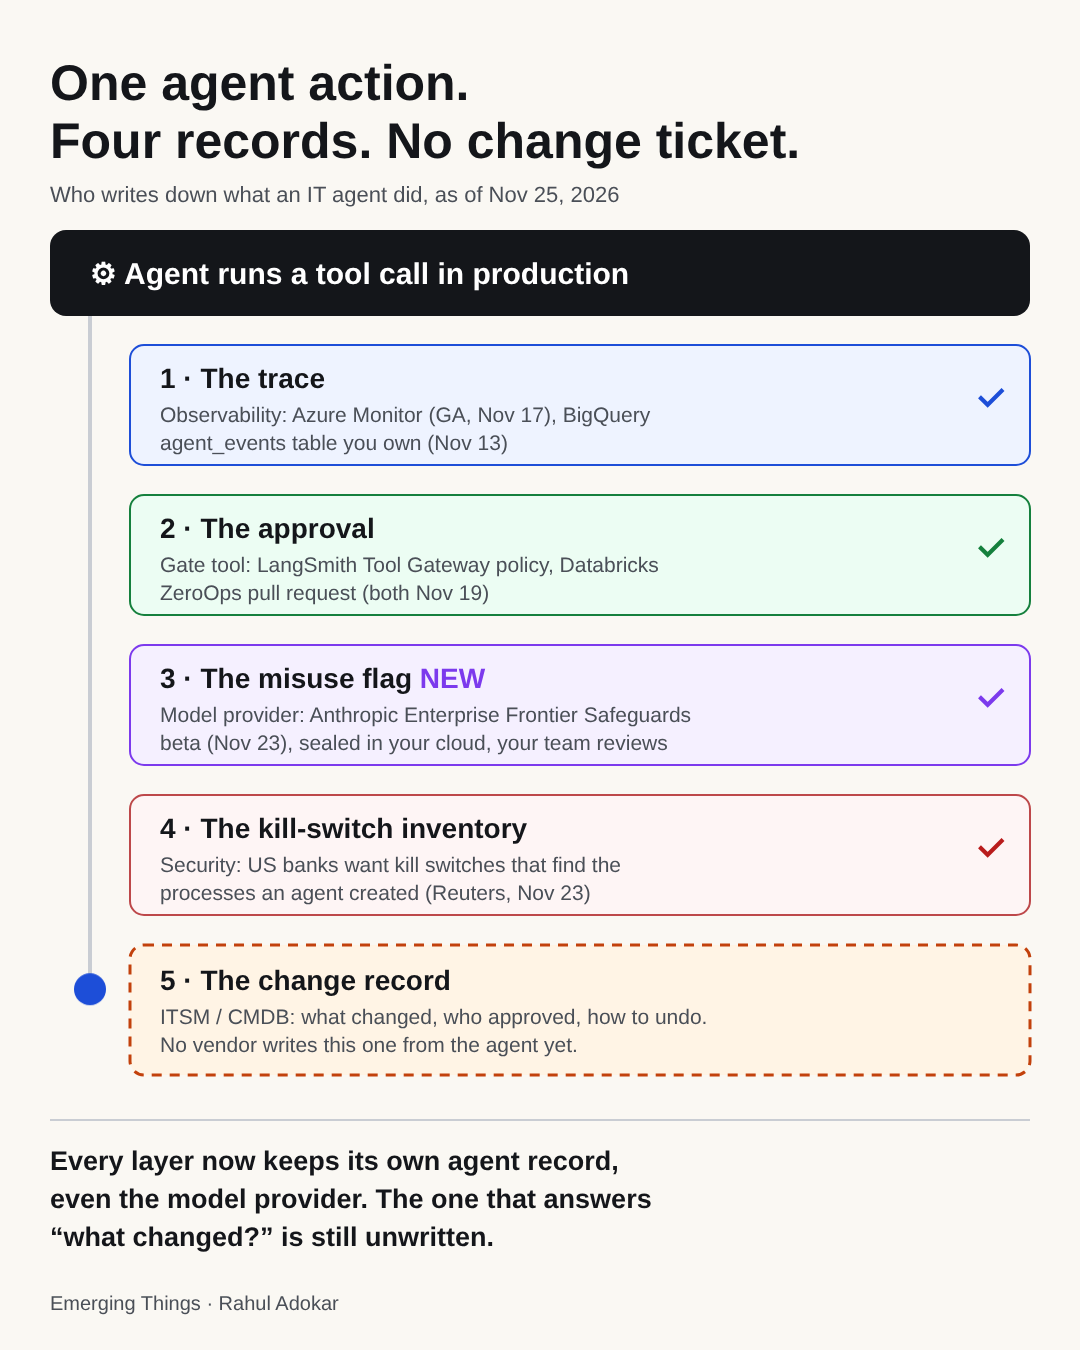 One agent action.
Four records. No change ticket.
Who writes down what an IT agent did, as of Nov 25, 2026
⚙ Agent runs a tool call in production
1 · The trace
Observability: Azure Monitor (GA, Nov 17), BigQuery
agent_events table you own (Nov 13)
2 · The approval
Gate tool: LangSmith Tool Gateway policy, Databricks
ZeroOps pull request (both Nov 19)
3 · The misuse flag NEW
Model provider: Anthropic Enterprise Frontier Safeguards
beta (Nov 23), sealed in your cloud, your team reviews
4 · The kill-switch inventory
Security: US banks want kill switches that find the
processes an agent created (Reuters, Nov 23)
5 · The change record
ITSM / CMDB: what changed, who approved, how to undo.
No vendor writes this one from the agent yet.
Every layer now keeps its own agent record,
even the model provider. The one that answers
“what changed?” is still unwritten.
Emerging Things · Rahul Adokar